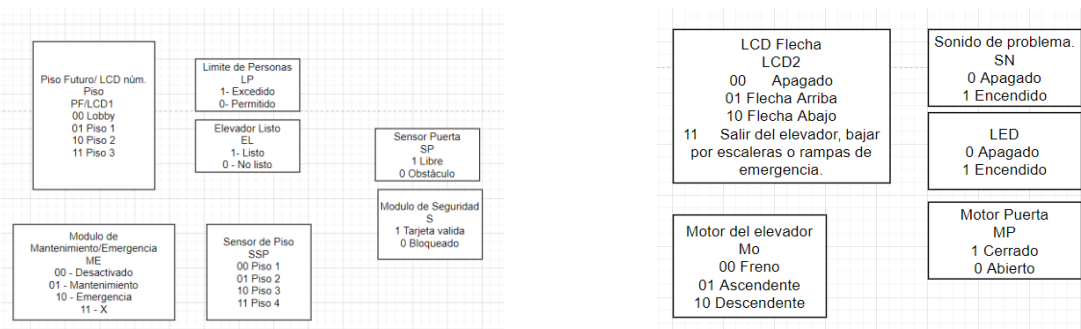 Piso Futuro/ LCD núm.
Piso
PF/LCD1
00 Lobby
01 Piso 1
10 Piso 2
11 Piso 3
Limite de Personas
LP
1- Excedido
0- Permitido
Elevador Listo
EL
1- Listo
0 - No listo
Sensor Puerta
SP
1 Libre
0 Obstáculo
Modulo de Seguridad
S
1 Tarjeta valida
0 Bloqueado
Modulo de
Mantenimiento/Emergencia
ME
00 - Desactivado
01 - Mantenimiento
10 - Emergencia
11 - X
Sensor de Piso
SSP
00 Piso 1
01 Piso 2
10 Piso 3
11 Piso 4
LCD Flecha
LCD2
00 Apagado
01 Flecha Arriba
10 Flecha Abajo
11 Salir del elevador, bajar
por escaleras o rampas de
emergencia.
Sonido de problema.
SN
0 Apagado
1 Encendido
LED
0 Apagado
1 Encendido
Motor del elevador
Mo
00 Freno
01 Ascendente
10 Descendente
Motor Puerta
MP
1 Cerrado
0 Abierto